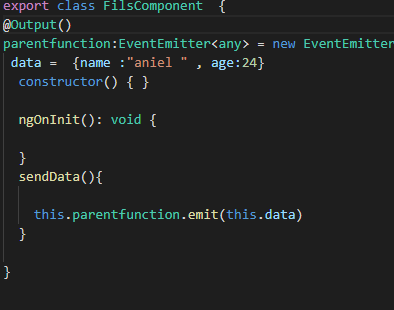 export class FilsComponent  {
@Output()
parentfunction:EventEmitter<any> = new EventEmitter
data =  {name :"aniel " , age:24}
constructor() { }
ngOnInit(): void {
}
sendData(){
this.parentfunction.emit(this.data)
}
}